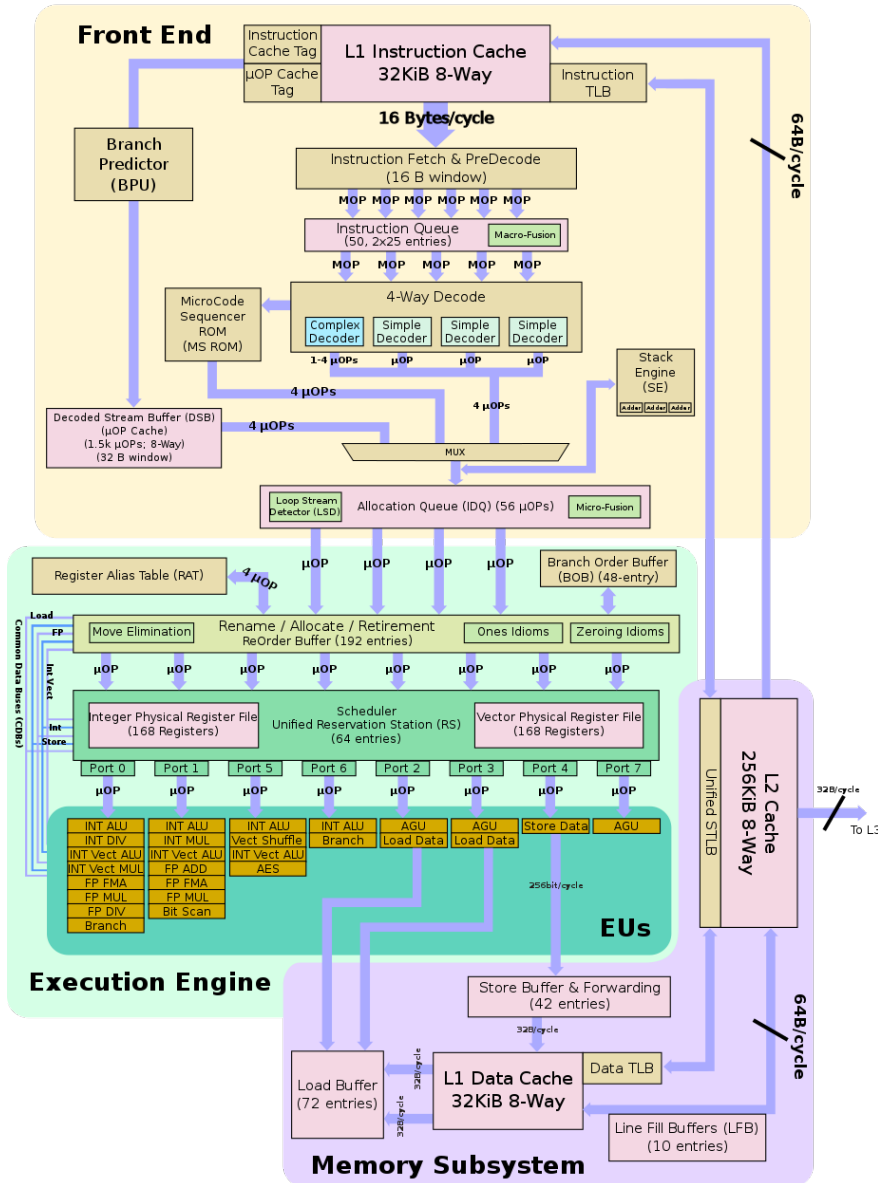 Front End
Instruction
Cache Tag
µOP Cache
Tag
L1 Instruction Cache
32KiB 8-Way
Instruction
TLB
16 Bytes/cycle
64B/cycle
Branch
Predictor
(BPU)
Instruction Fetch & PreDecode
(16 B window)
MOP MOP MOP MOP MOP MOP
Instruction Queue
(50, 2x25 entries)
Macro-Fusion
MOP MOP MOP MOP MOP
4-Way Decode
Complex
Decoder
Simple
Decoder
Simple
Decoder
Simple
Decoder
1-4 µOPs µOP µOP µOP
MicroCode
Sequencer
ROM
(MS ROM)
Stack
Engine
(SE)
Adder Adder Adder
4 µOPs
4 µOPs
4 µOPs
Decoded Stream Buffer (DSB)
(µOP Cache)
(1.5k µOPs; 8-Way)
(32 B window)
MUX
Loop Stream
Detector (LSD)
Allocation Queue (IDQ) (56 µOPs)
Micro-Fusion
µOP µOP µOP µOP
Register Alias Table (RAT)
4 µOP
Branch Order Buffer
(BOB) (48-entry)
Rename / Allocate / Retirement
ReOrder Buffer (192 entries)
Move Elimination
Ones Idioms
Zeroing Idioms
Load
FP
Common Data Buses (CDBs)
Int Vect
Int
Store
µOP µOP µOP µOP µOP µOP µOP µOP
Scheduler
Unified Reservation Station (RS)
(64 entries)
Integer Physical Register File
(168 Registers)
Vector Physical Register File
(168 Registers)
Port 0 Port 1 Port 5 Port 6 Port 2 Port 3 Port 4 Port 7
µOP µOP µOP µOP µOP µOP µOP µOP
INT ALU
INT DIV
INT Vect ALU
INT Vect MUL
FP FMA
FP MUL
FP DIV
Branch
INT ALU
INT MUL
INT Vect ALU
FP ADD
FP FMA
FP MUL
Bit Scan
INT ALU
Vect Shuffle
INT Vect ALU
AES
INT ALU
Branch
AGU
Load Data
AGU
Load Data
Store Data
AGU
256bit/cycle
EUs
Execution Engine
Unified STLB
L2 Cache
256KiB 8-Way
32B/cycle
To L3
Store Buffer & Forwarding
(42 entries)
32B/cycle
64B/cycle
Load Buffer
(72 entries)
32B/cycle
32B/cycle
L1 Data Cache
32KiB 8-Way
Data TLB
Line Fill Buffers (LFB)
(10 entries)
Memory Subsystem